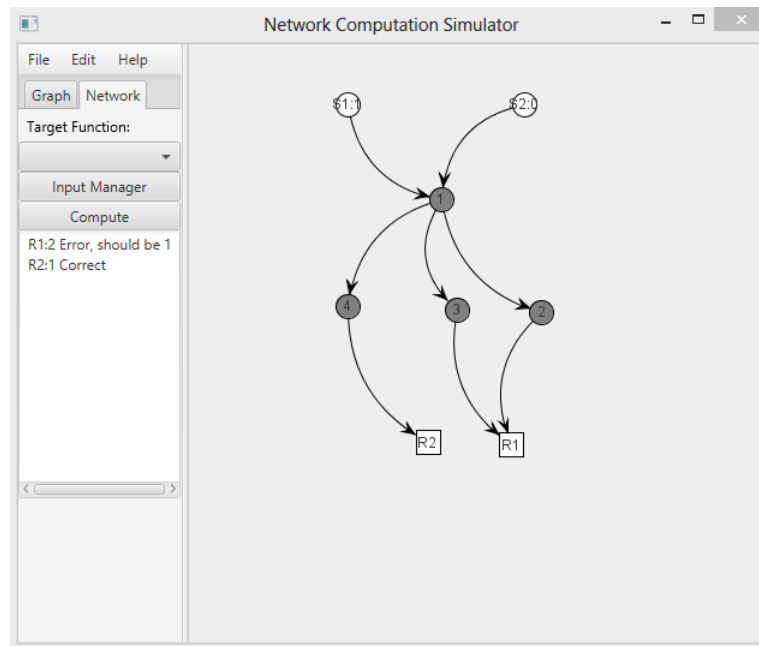 Network Computation Simulator
File Edit Help
Graph Network
Target Function:
Input Manager
Compute
R1:2 Error, should be 1
R2:1 Correct
S1:1 S2:0
1
4 3 2
R2 R1